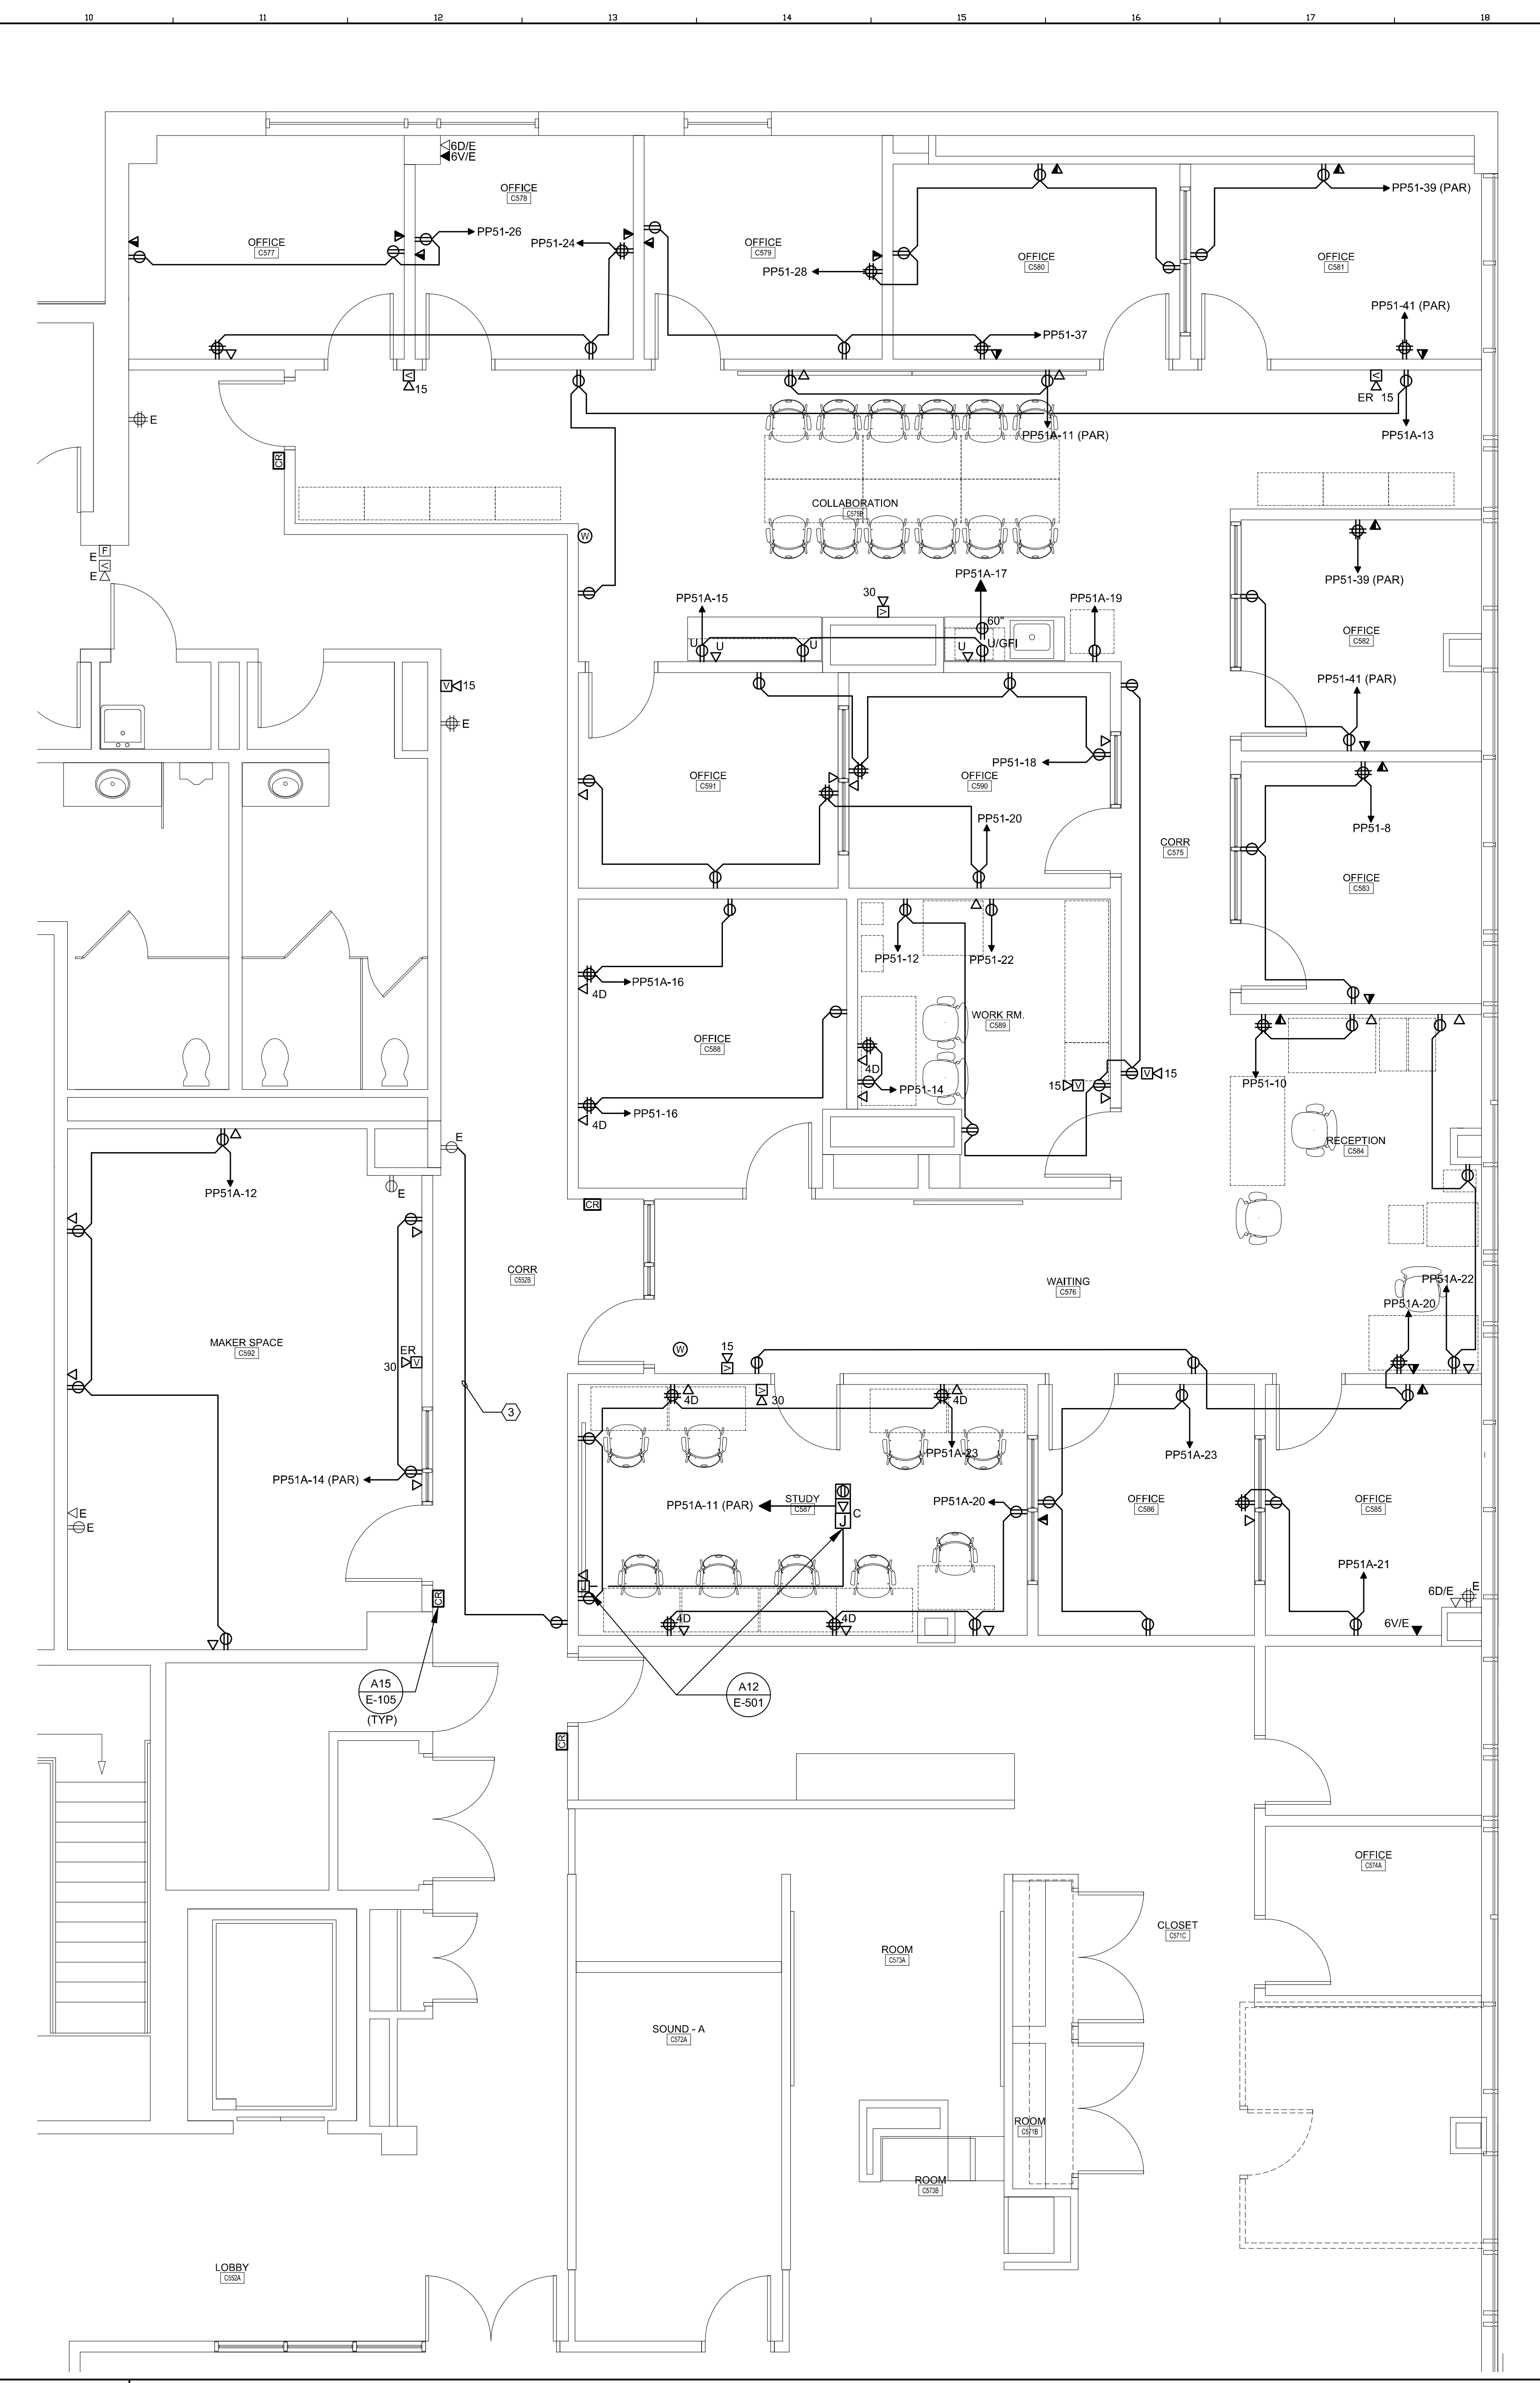 10 11 12 13 14 15 16 17 18
6D/E
6V/E
OFFICE
C578
PP51-39 (PAR)
PP51-26
OFFICE
C577
PP51-24
OFFICE
C579
PP51-28
OFFICE
C580
OFFICE
C581
PP51-41 (PAR)
PP51-37
V
15
V
ER 15
E
PP51A-11 (PAR)
PP51A-13
CR
COLLABORATION
C575B
W
E F
V
E
PP51A-17
PP51-39 (PAR)
PP51A-15
30
V
PP51A-19
60"
U U U U U/GFI
OFFICE
C582
PP51-41 (PAR)
V 15
E
OFFICE
C591
OFFICE
C590
PP51-18
PP51-20
PP51-8
CORR
C575
OFFICE
C583
PP51-12
PP51-22
PP51A-16
4D
WORK RM.
C589
OFFICE
C588
4D
15 V
V 15
PP51-14
PP51-10
PP51-16
4D
E
RECEPTION
C584
PP51A-12
E
CR
CORR
C552B
WAITING
C576
PP51A-22
PP51A-20
MAKER SPACE
C592
ER
30 V
W
15
V
V
30
4D
4D
3
PP51A-23
PP51A-23
PP51A-14 (PAR)
PP51A-11 (PAR)
STUDY
C587
C
J
PP51A-20
OFFICE
C586
OFFICE
C585
E
E
PP51A-21
J
6D/E E
CR
4D
4D
6V/E
A15
E-105
(TYP)
A12
E-501
CR
OFFICE
C574A
CLOSET
C571C
ROOM
C573A
SOUND - A
C572A
ROOM
C571B
ROOM
C573B
LOBBY
C552A